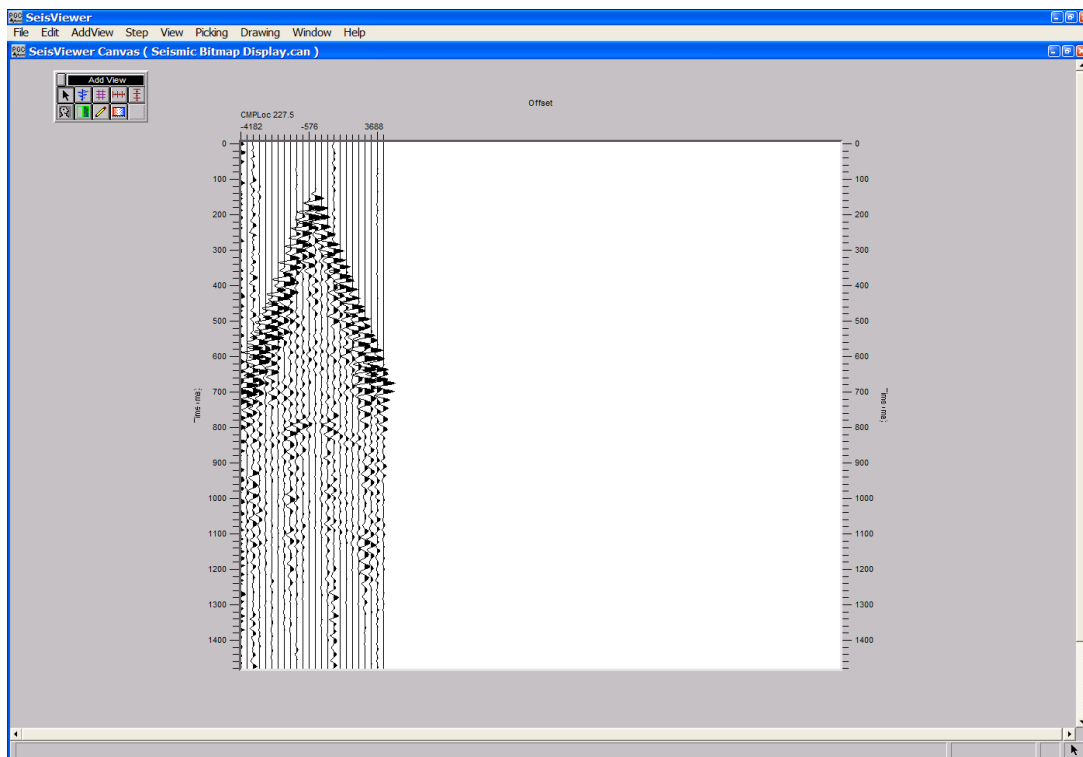 SeisViewer
File Edit AddView Step View Picking Drawing Window Help
SeisViewer Canvas ( Seismic Bitmap Display.can )
Add View
Offset
CMPLoc 227.5
-4182 -576 3688
0 0
100 100
200 200
300 300
400 400
500 500
600 600
700 700
800 800
900 900
1000 1000
1100 1100
1200 1200
1300 1300
1400 1400